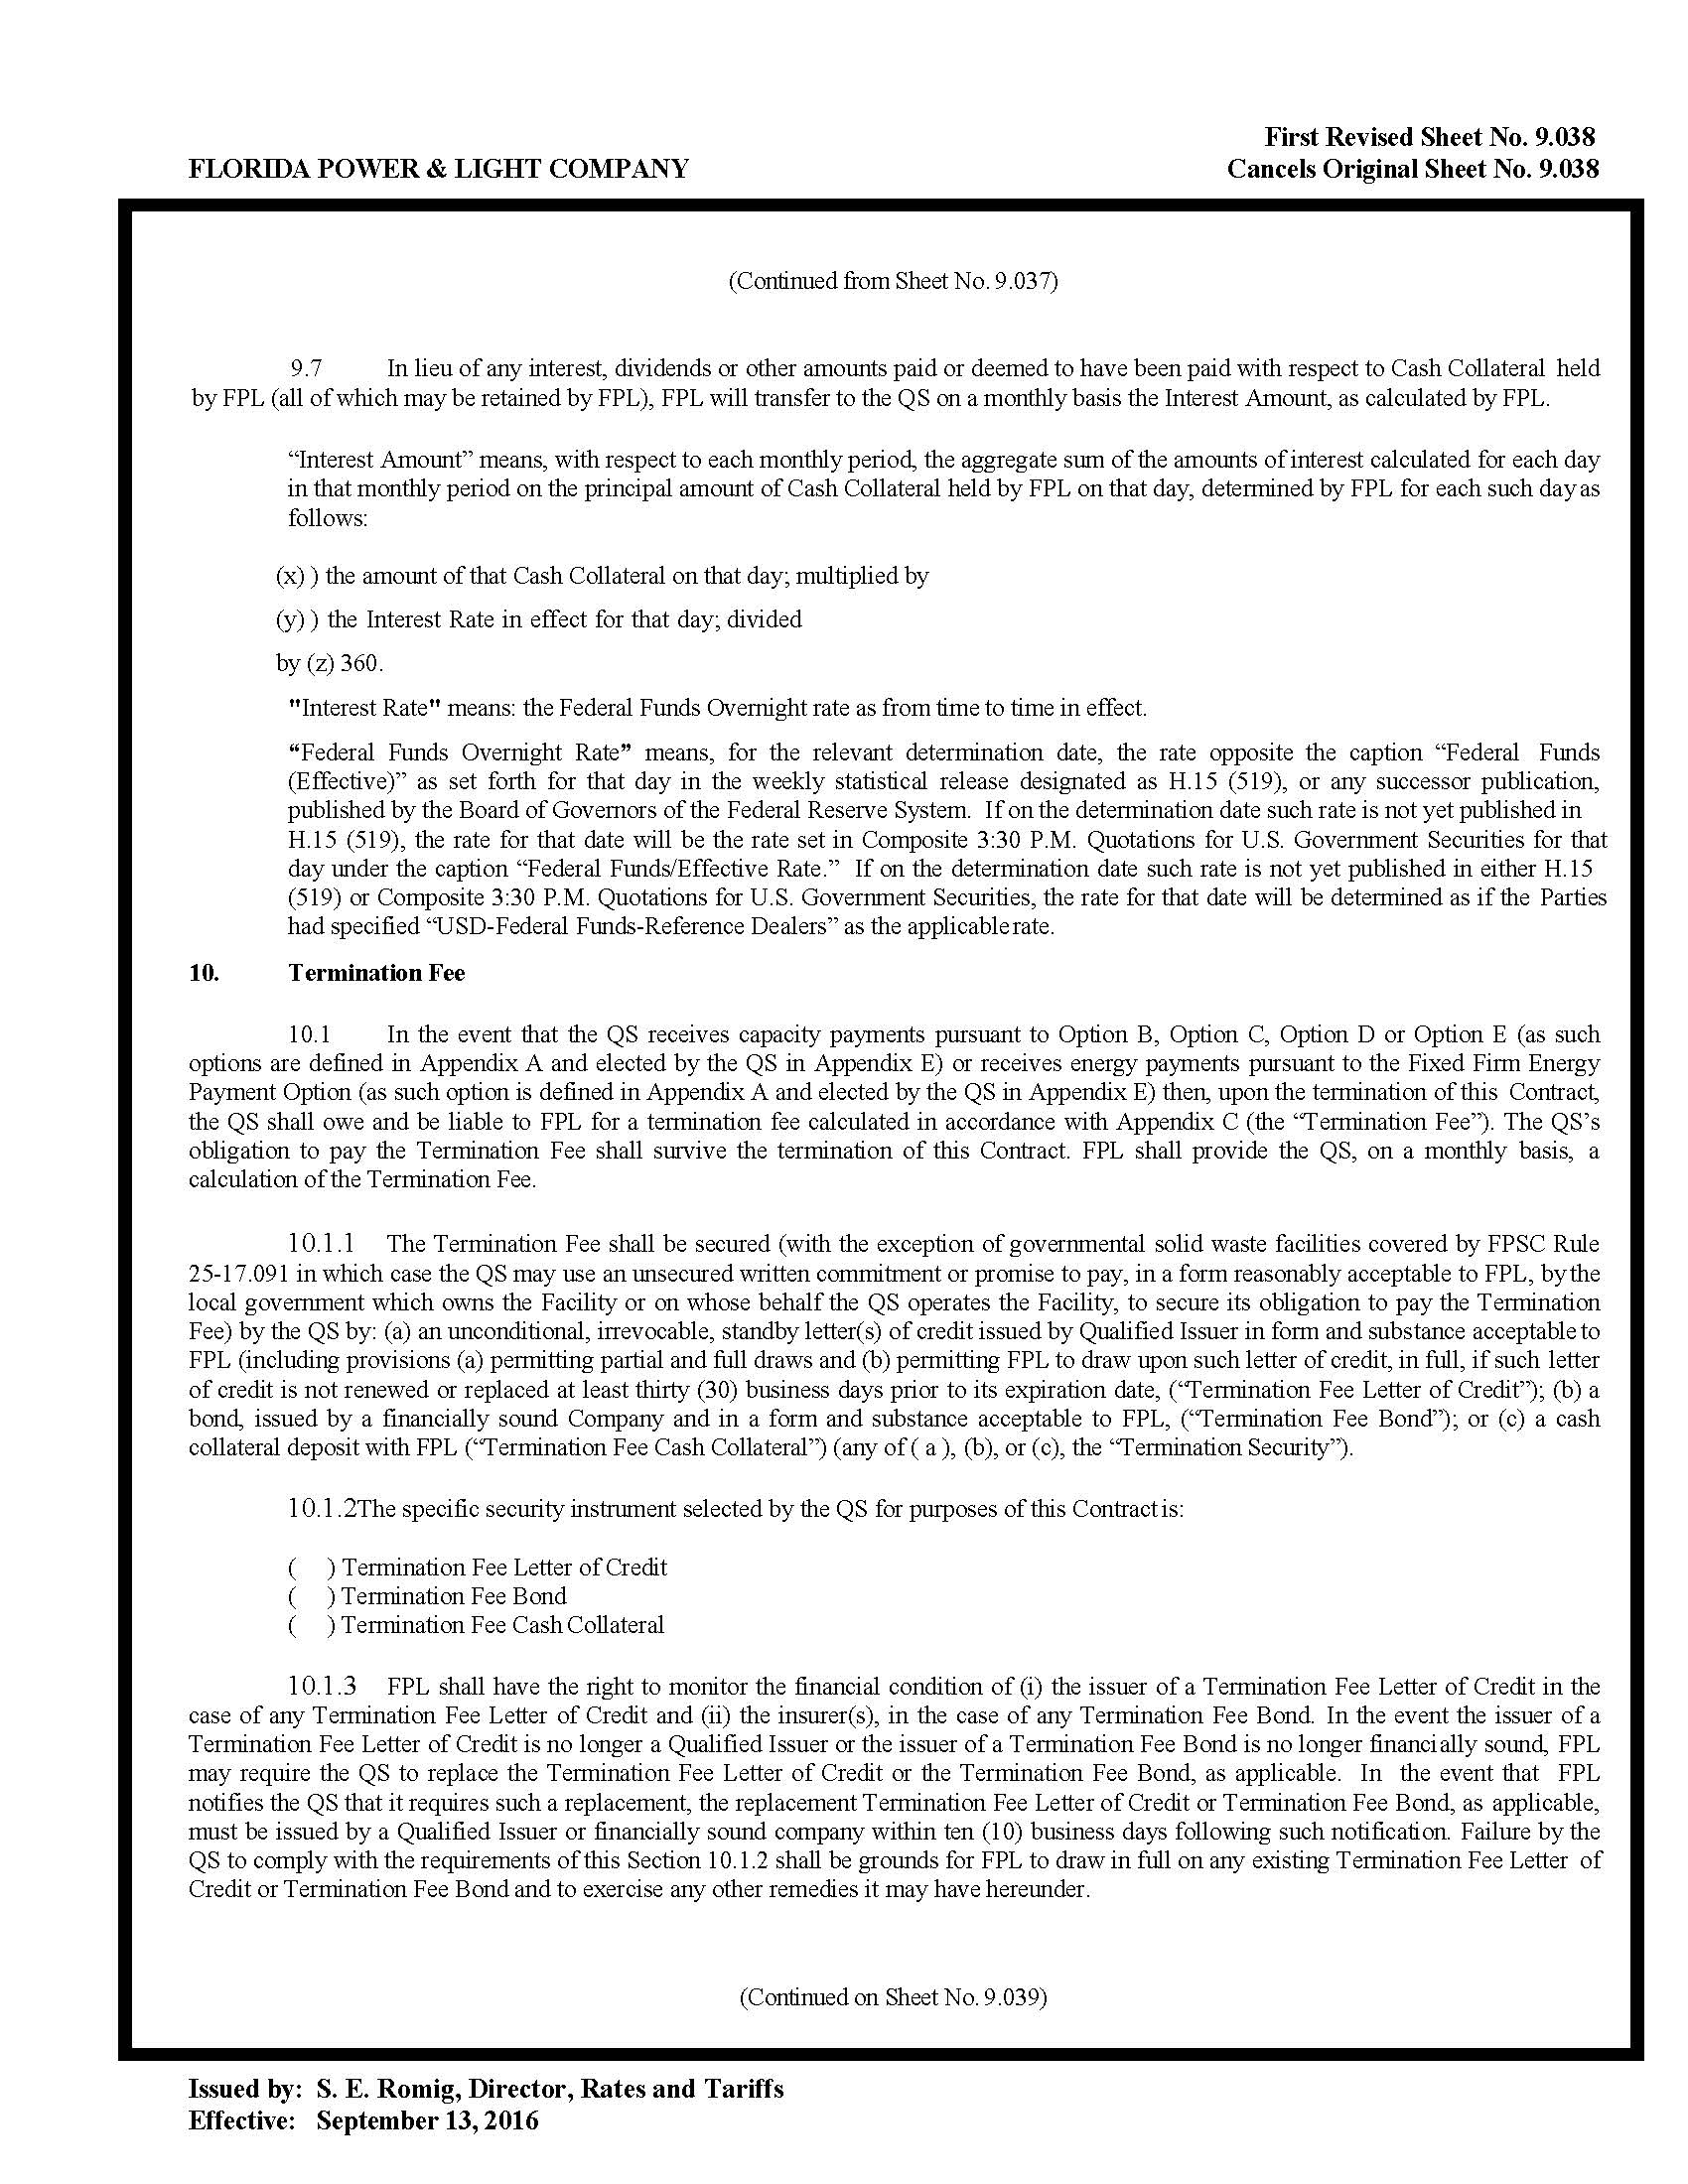 First Revised Sheet No. 9.038
FLORIDA POWER & LIGHT COMPANY Cancels Original Sheet No. 9.038
(Continued from Sheet No. 9.037)
9.7 In lieu of any interest, dividends or other amounts paid or deemed to have been paid with respect to Cash Collateral held
by FPL (all of which may be retained by FPL), FPL will transfer to the QS on a monthly basis the Interest Amount, as calculated by FPL.
“Interest Amount” means, with respect to each monthly period, the aggregate sum of the amounts of interest calculated for each day
in that monthly period on the principal amount of Cash Collateral held by FPL on that day, determined by FPL for each such day as
follows:
(x) ) the amount of that Cash Collateral on that day; multiplied by
(y) ) the Interest Rate in effect for that day; divided
by (z) 360.
"Interest Rate" means: the Federal Funds Overnight rate as from time to time in effect.
“Federal Funds Overnight Rate” means, for the relevant determination date, the rate opposite the caption “Federal Funds
(Effective)” as set forth for that day in the weekly statistical release designated as H.15 (519), or any successor publication,
published by the Board of Governors of the Federal Reserve System. If on the determination date such rate is not yet published in
H.15 (519), the rate for that date will be the rate set in Composite 3:30 P.M. Quotations for U.S. Government Securities for that
day under the caption “Federal Funds/Effective Rate.” If on the determination date such rate is not yet published in either H.15
(519) or Composite 3:30 P.M. Quotations for U.S. Government Securities, the rate for that date will be determined as if the Parties
had specified “USD-Federal Funds-Reference Dealers” as the applicable rate.
10. Termination Fee
10.1 In the event that the QS receives capacity payments pursuant to Option B, Option C, Option D or Option E (as such
options are defined in Appendix A and elected by the QS in Appendix E) or receives energy payments pursuant to the Fixed Firm Energy
Payment Option (as such option is defined in Appendix A and elected by the QS in Appendix E) then, upon the termination of this Contract,
the QS shall owe and be liable to FPL for a termination fee calculated in accordance with Appendix C (the “Termination Fee”). The QS’s
obligation to pay the Termination Fee shall survive the termination of this Contract. FPL shall provide the QS, on a monthly basis, a
calculation of the Termination Fee.
10.1.1 The Termination Fee shall be secured (with the exception of governmental solid waste facilities covered by FPSC Rule
25-17.091 in which case the QS may use an unsecured written commitment or promise to pay, in a form reasonably acceptable to FPL, by the
local government which owns the Facility or on whose behalf the QS operates the Facility, to secure its obligation to pay the Termination
Fee) by the QS by: (a) an unconditional, irrevocable, standby letter(s) of credit issued by Qualified Issuer in form and substance acceptable to
FPL (including provisions (a) permitting partial and full draws and (b) permitting FPL to draw upon such letter of credit, in full, if such letter
of credit is not renewed or replaced at least thirty (30) business days prior to its expiration date, (“Termination Fee Letter of Credit”); (b) a
bond, issued by a financially sound Company and in a form and substance acceptable to FPL, (“Termination Fee Bond”); or (c) a cash
collateral deposit with FPL (“Termination Fee Cash Collateral”) (any of ( a ), (b), or (c), the “Termination Security”).
10.1.2The specific security instrument selected by the QS for purposes of this Contract is:
( ) Termination Fee Letter of Credit
( ) Termination Fee Bond
( ) Termination Fee Cash Collateral
10.1.3 FPL shall have the right to monitor the financial condition of (i) the issuer of a Termination Fee Letter of Credit in the
case of any Termination Fee Letter of Credit and (ii) the insurer(s), in the case of any Termination Fee Bond. In the event the issuer of a
Termination Fee Letter of Credit is no longer a Qualified Issuer or the issuer of a Termination Fee Bond is no longer financially sound, FPL
may require the QS to replace the Termination Fee Letter of Credit or the Termination Fee Bond, as applicable. In the event that FPL
notifies the QS that it requires such a replacement, the replacement Termination Fee Letter of Credit or Termination Fee Bond, as applicable,
must be issued by a Qualified Issuer or financially sound company within ten (10) business days following such notification. Failure by the
QS to comply with the requirements of this Section 10.1.2 shall be grounds for FPL to draw in full on any existing Termination Fee Letter of
Credit or Termination Fee Bond and to exercise any other remedies it may have hereunder.
(Continued on Sheet No. 9.039)
Issued by: S. E. Romig, Director, Rates and Tariffs
Effective: September 13, 2016